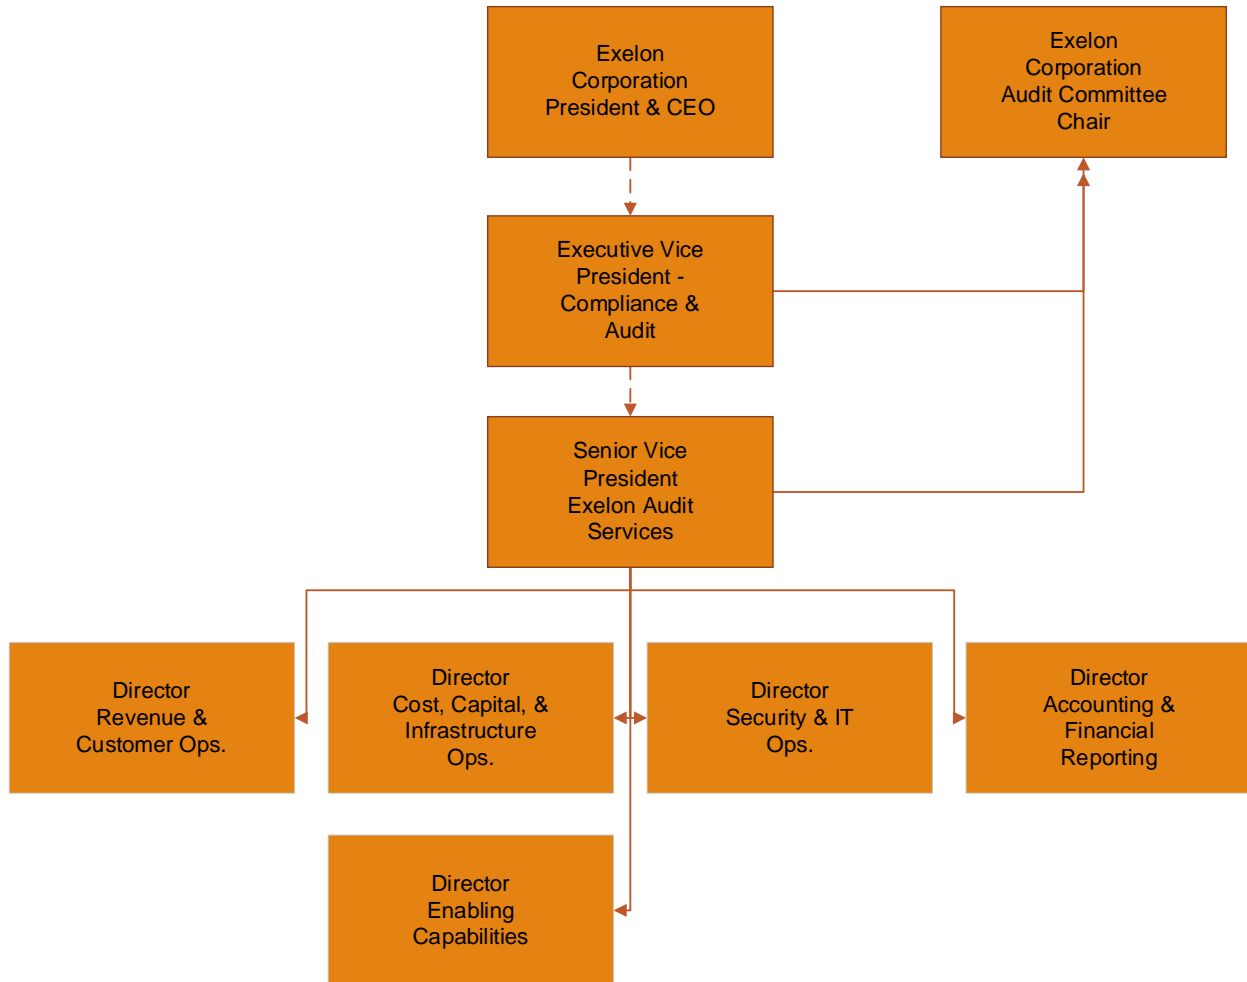 Exelon
Corporation
President & CEO
Exelon
Corporation
Audit Committee
Chair
Executive Vice
President -
Compliance &
Audit
Senior Vice
President
Exelon Audit
Services
Director
Revenue &
Customer Ops.
Director
Cost, Capital, &
Infrastructure
Ops.
Director
Security & IT
Ops.
Director
Accounting &
Financial
Reporting
Director
Enabling
Capabilities